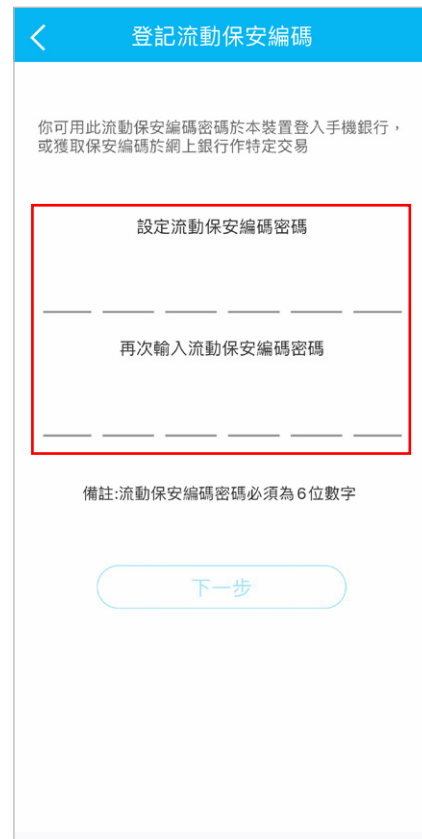 登記流動保安編碼
你可用此流動保安編碼密碼於本裝置登入手機銀行，
或獲取保安編碼於網上銀行作特定交易
設定流動保安編碼密碼
再次輸入流動保安編碼密碼
備註:流動保安編碼密碼必須為6位數字
下一步